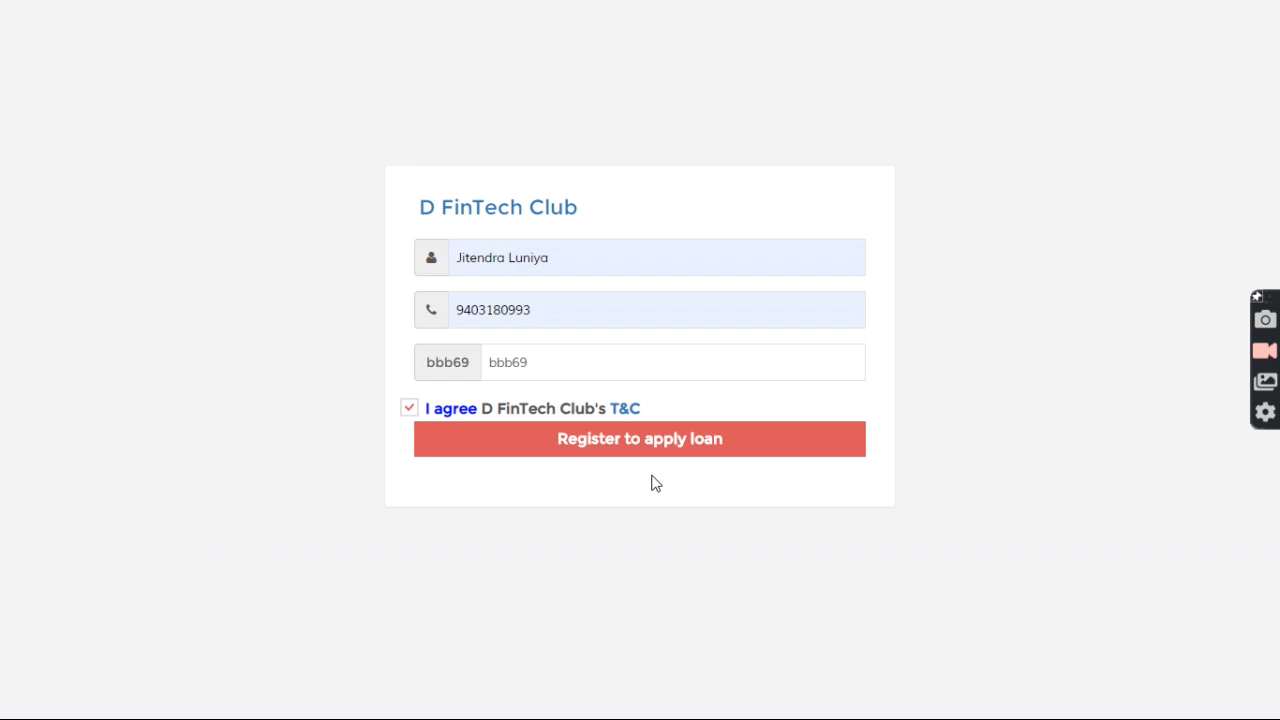 D FinTech Club
Jitendra Luniya
9403180993
bbb69 bbb69
I agree D FinTech Club's T&C
Register to apply loan